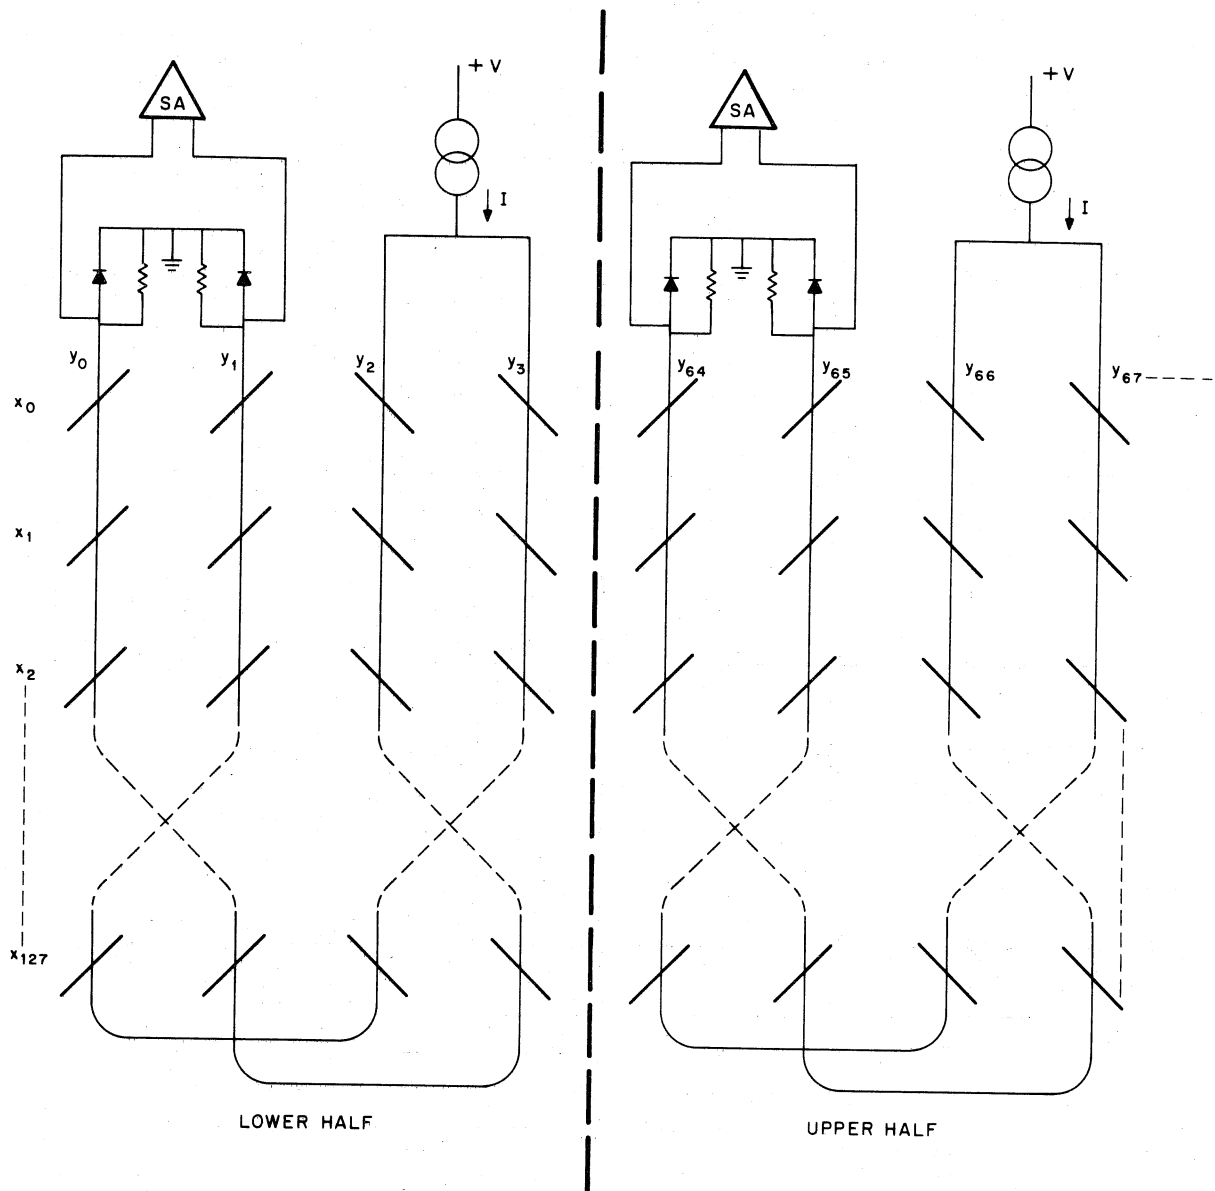 +V
SA
I
y0
y1
y2
y3
x0
x1
x2
x127
LOWER HALF
+V
SA
I
y64
y65
y66
y67
UPPER HALF